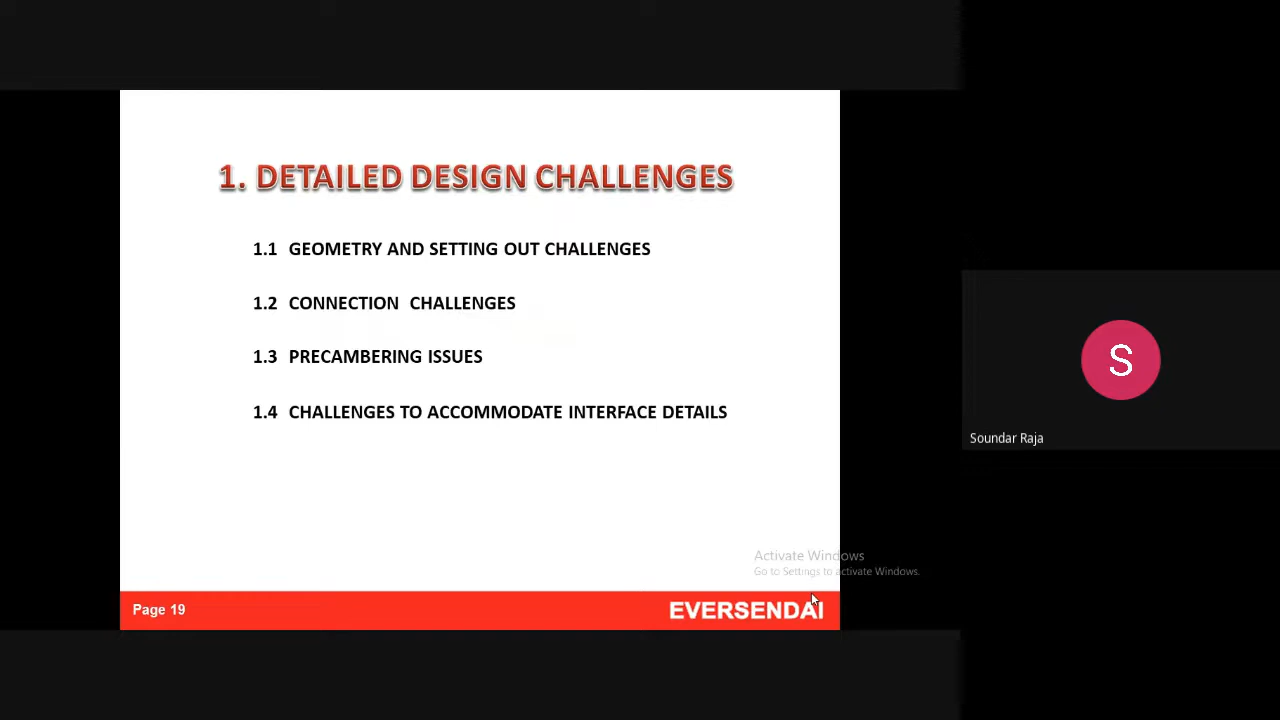 1. DETAILED DESIGN CHALLENGES
1.1 GEOMETRY AND SETTING OUT CHALLENGES
1.2 CONNECTION CHALLENGES
1.3 PRECAMBERING ISSUES
1.4 CHALLENGES TO ACCOMMODATE INTERFACE DETAILS
S
Soundar Raja
Activate Windows
Go to Settings to activate Windows.
Page 19
EVERSENDAI